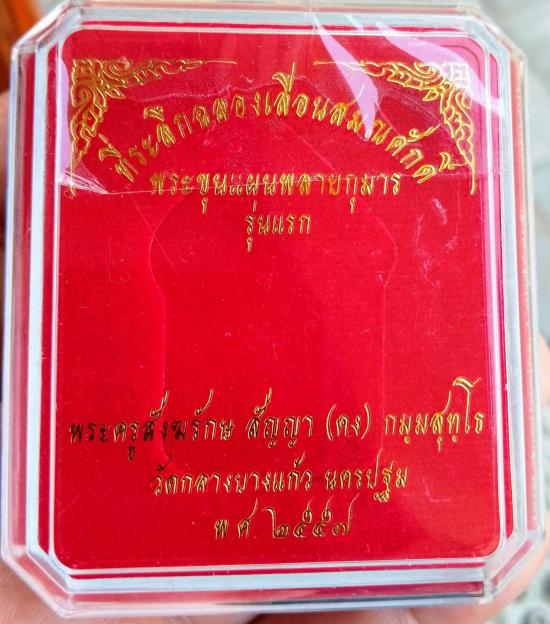 ที่ระลึกฉลองเลื่อนสมณศักดิ์
พระขุนแผนพลายกุมาร
รุ่นแรก
พระครูสังฆรักษ สัญญา (คง) กมฺมสุทฺโธ
วัดกลางบางแก้ว นครปฐม
พ ศ ๒๕๕๗